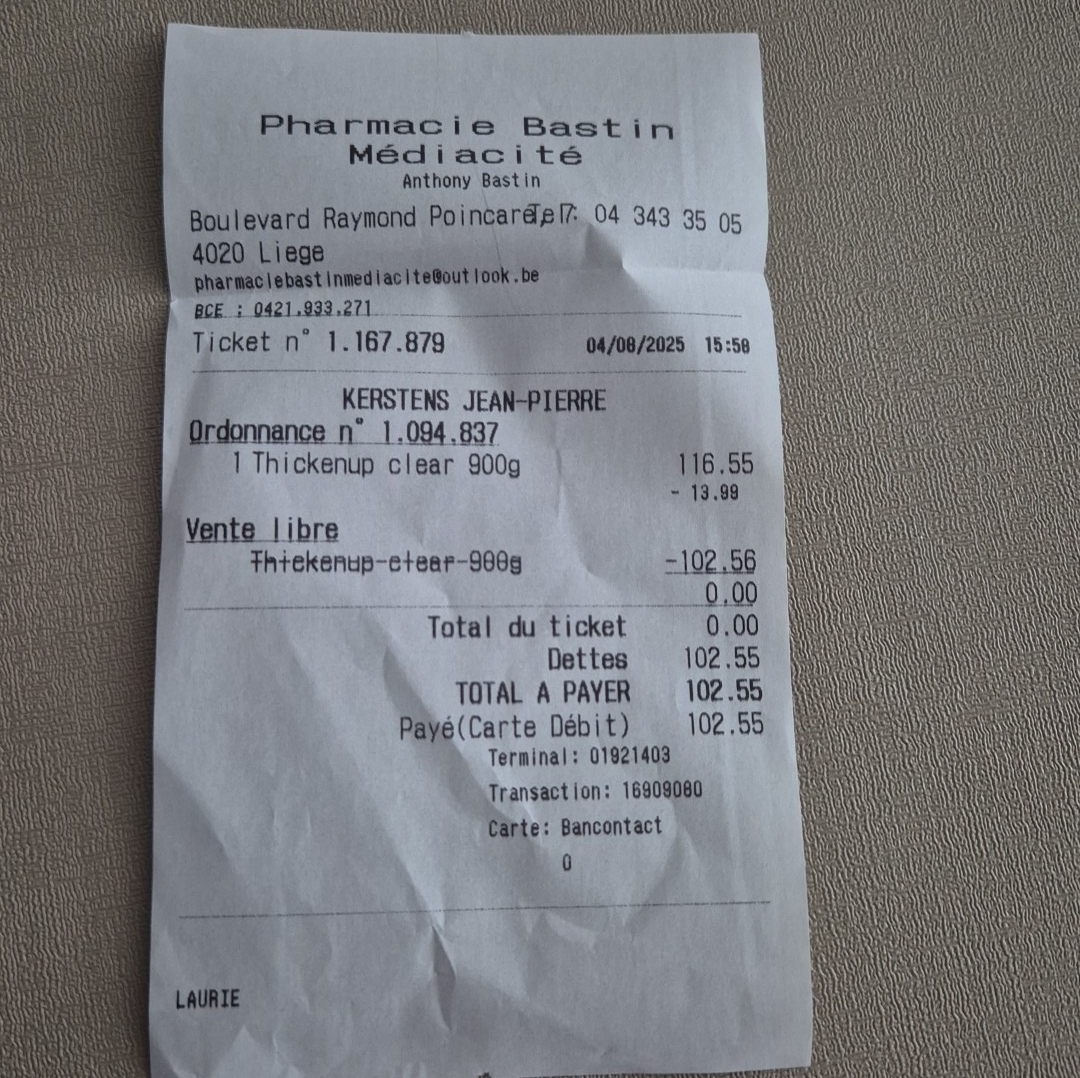 Pharmacie Bastin
Médiacité
Anthony Bastin
Boulevard Raymond Poincaré, 7 Tel: 04 343 35 05
4020 Liege
pharmaciebastinmediacite@outlook.be
BCE : 0421.933.271
Ticket n° 1.167.879 04/08/2025 15:58
KERSTENS JEAN-PIERRE
Ordonnance n° 1.094.837
1 Thickenup clear 900g 116.55
- 13.99
Vente libre
Thickenup clear 900g -102.56
0.00
Total du ticket 0.00
Dettes 102.55
TOTAL A PAYER 102.55
Payé(Carte Débit) 102.55
Terminal: 01921403
Transaction: 16909080
Carte: Bancontact
0
LAURIE